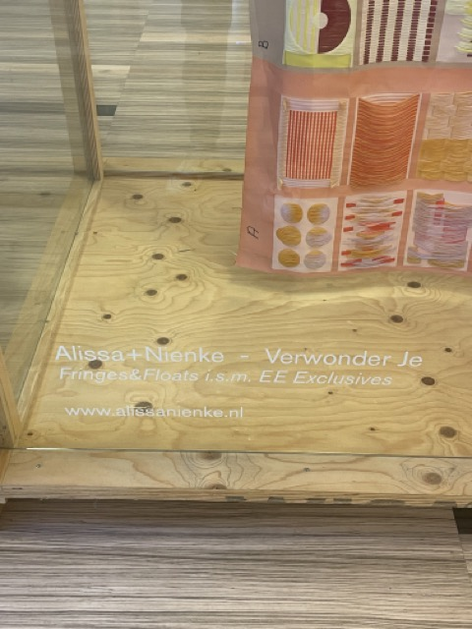 B
A
Alissa+Nienke - Verwonder Je
Fringes&Floats i.s.m. EE Exclusives
www.alissanienke.nl